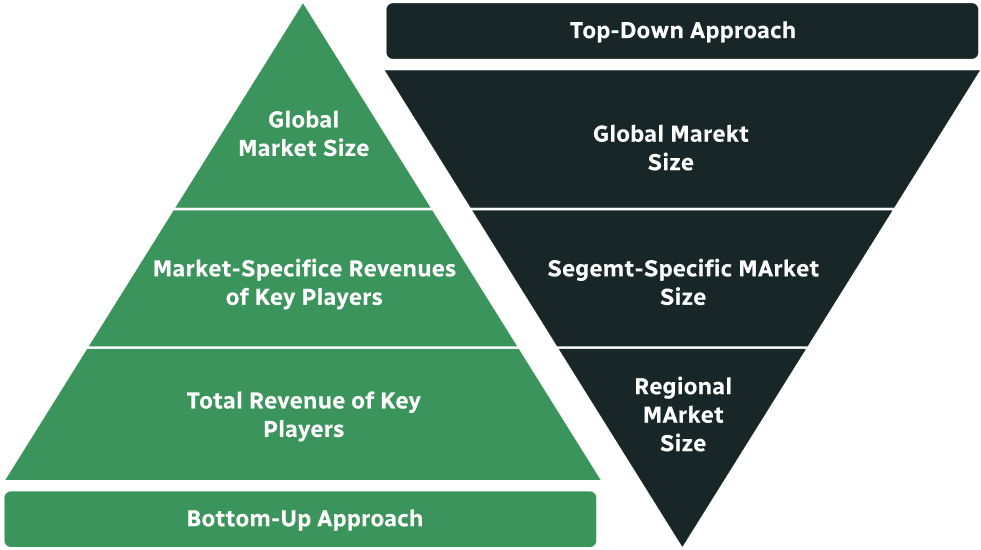 Global
Market Size
Market-Specifice Revenues
of Key Players
Total Revenue of Key
Players
Bottom-Up Approach
Top-Down Approach
Global Marekt
Size
Segemt-Specific MArket
Size
Regional
MArket
Size